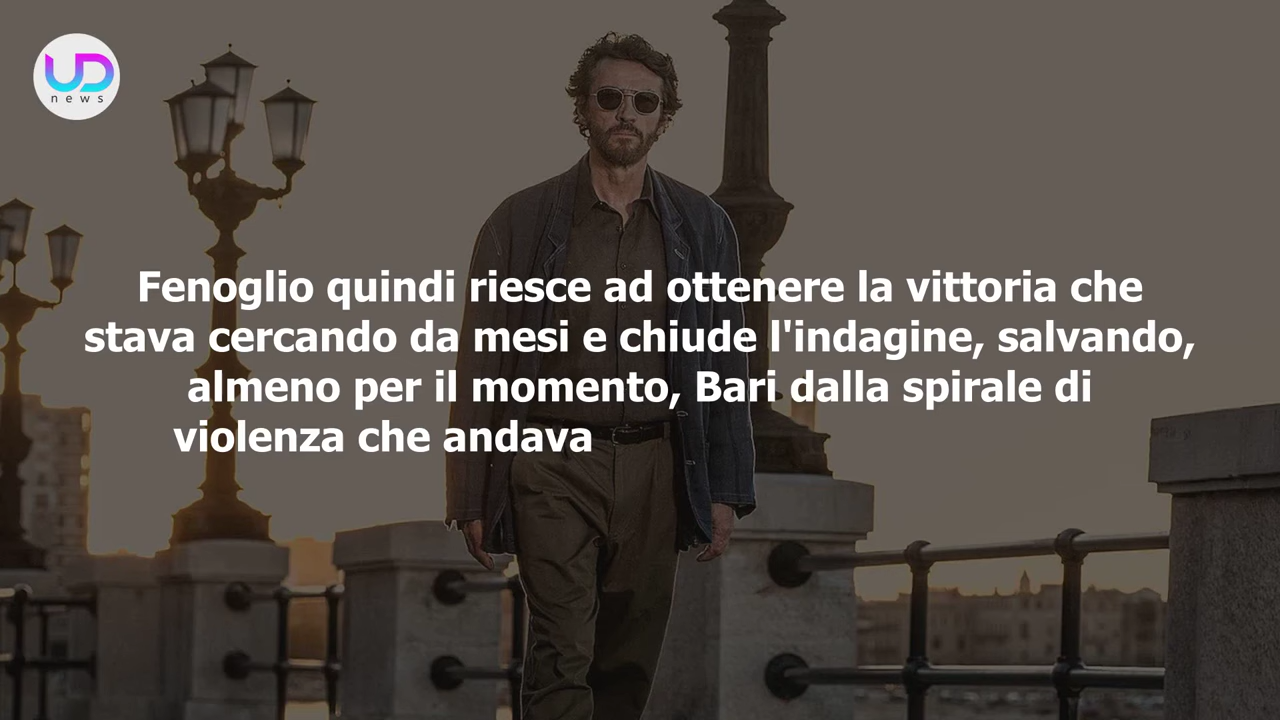 UD
news
Fenoglio quindi riesce ad ottenere la vittoria che
stava cercando da mesi e chiude l'indagine, salvando,
almeno per il momento, Bari dalla spirale di
violenza che andava